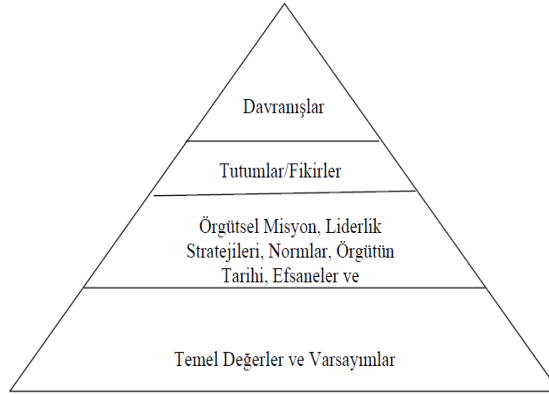 Davranışlar
Tutumlar/Fikirler
Örgütsel Misyon, Liderlik
Stratejileri, Normlar, Örgütün
Tarihi, Efsaneler ve
Temel Değerler ve Varsayımlar